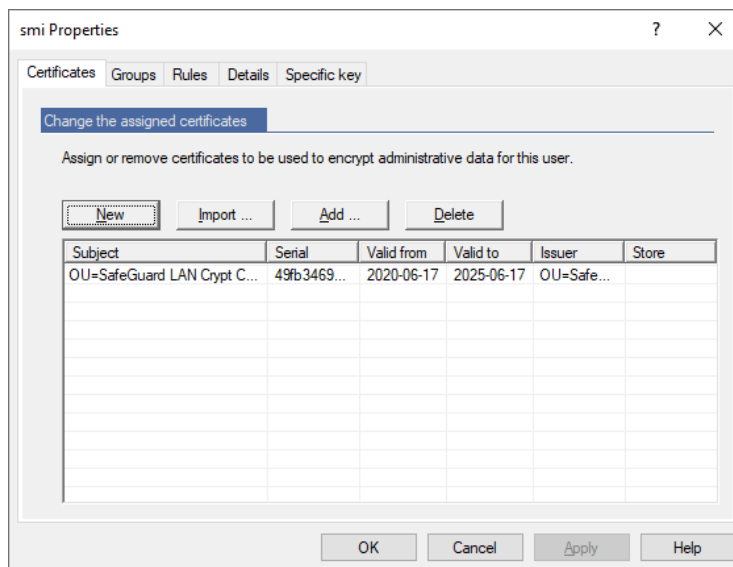 smi Properties
Certificates Groups Rules Details Specific key
Change the assigned certificates
Assign or remove certificates to be used to encrypt administrative data for this user.
New Import ... Add ... Delete
Subject Serial Valid from Valid to Issuer Store
OU=SafeGuard LAN Crypt C... 49fb3469... 2020-06-17 2025-06-17 OU=Safe...
OK Cancel Apply Help